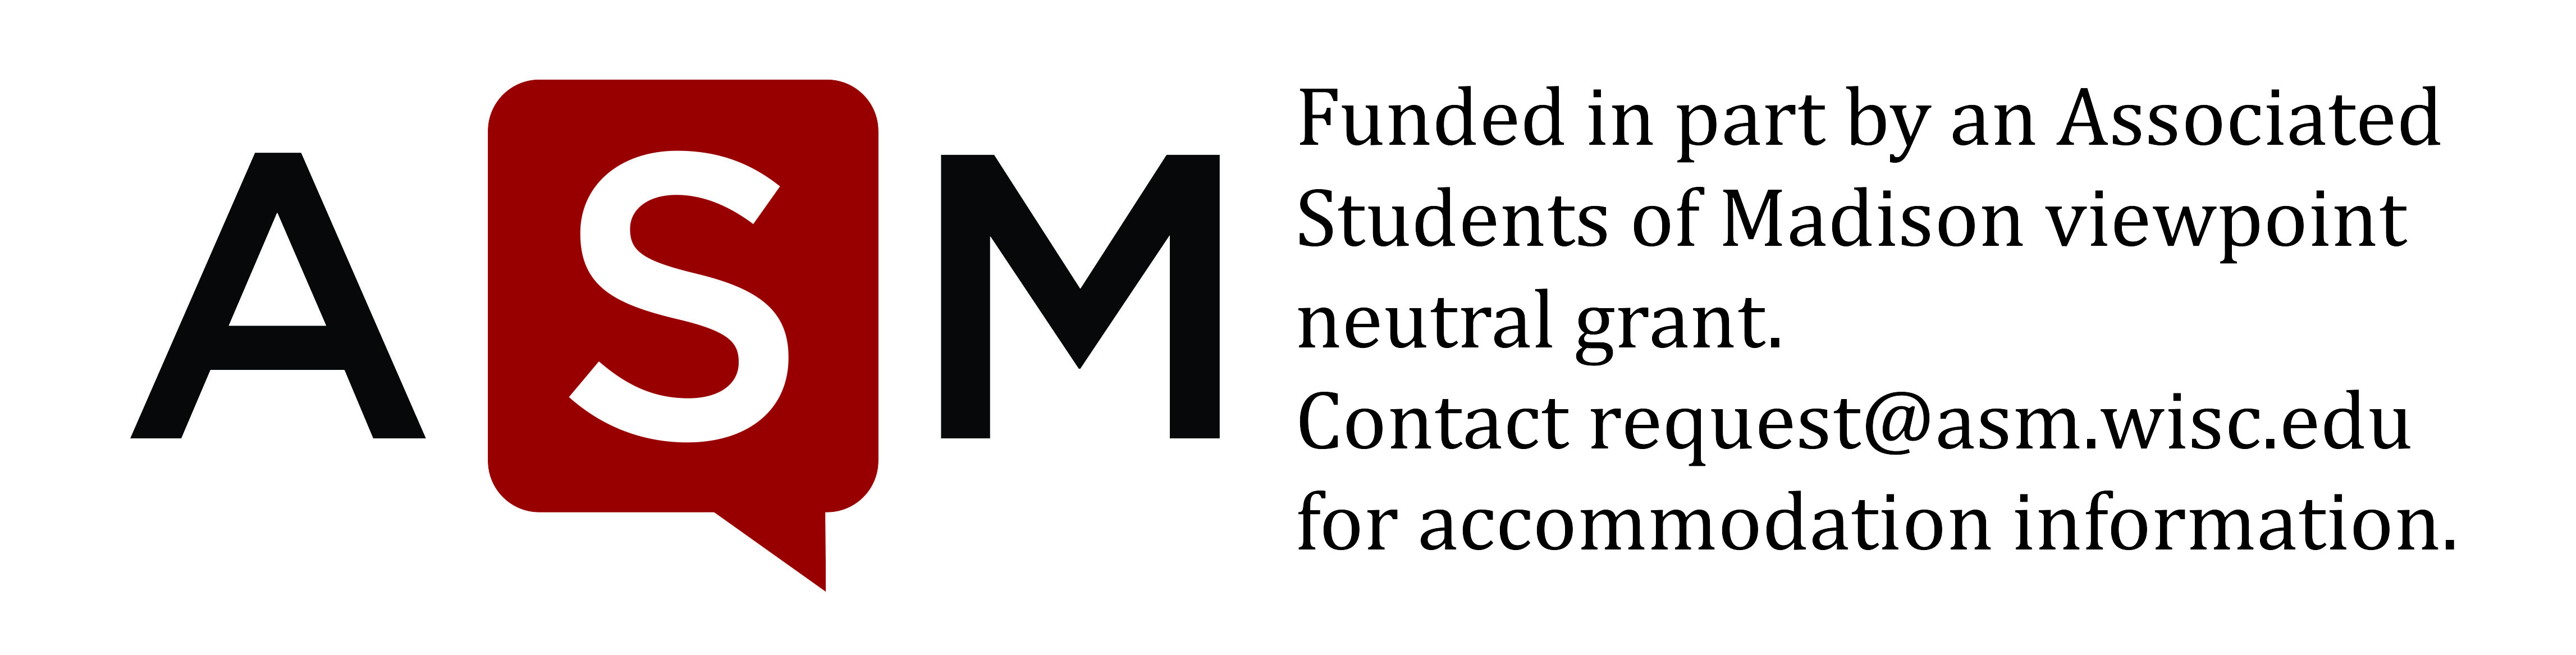 ASM
Funded in part by an Associated
Students of Madison viewpoint
neutral grant.
Contact request@asm.wisc.edu
for accommodation information.